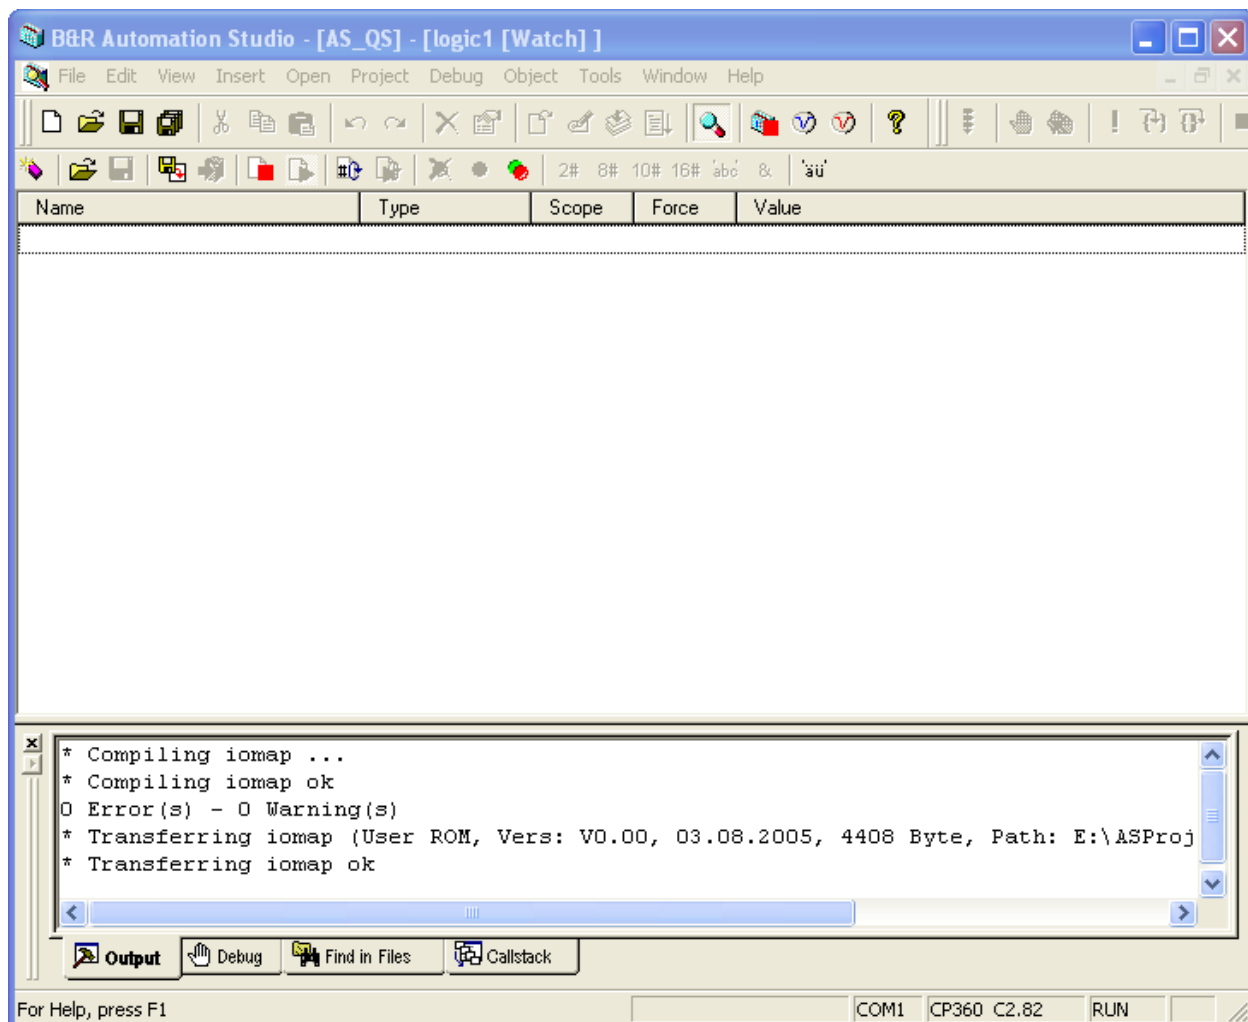 B&R Automation Studio - [AS_QS] - [logic1 [Watch] ]
File Edit View Insert Open Project Debug Object Tools Window Help
2# 8# 10# 16# 'abc' & 'äü'
Name Type Scope Force Value
* Compiling iomap ...
* Compiling iomap ok
0 Error(s) - 0 Warning(s)
* Transferring iomap (User ROM, Vers: V0.00, 03.08.2005, 4408 Byte, Path: E:\ASProj
* Transferring iomap ok
Output Debug Find in Files Callstack
For Help, press F1 COM1 CP360 C2.82 RUN